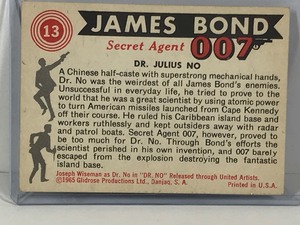 13
JAMES BOND
Secret Agent 007
DR. JULIUS NO
A Chinese half-caste with superstrong mechanical hands,
Dr. No was the weirdest of all James Bond's enemies.
Unsuccessful in everyday life, he tried to prove to the
world that he was a great scientist by using atomic power
to turn American missiles launched from Cape Kennedy
off their course. He ruled his Caribbean island base and
workers ruthlessly and kept outsiders away with radar
and patrol boats. Secret Agent 007, however, proved to
be too much for Dr. No. Through Bond's efforts the
scientist perished in his own invention, and 007 barely
escaped from the explosion destroying the fantastic
island base.
Joseph Wiseman as Dr. No in "DR. NO" Released through United Artists.
©1965 Glidrose Productions Ltd., Danjaq, S. A.
Printed in U.S.A.